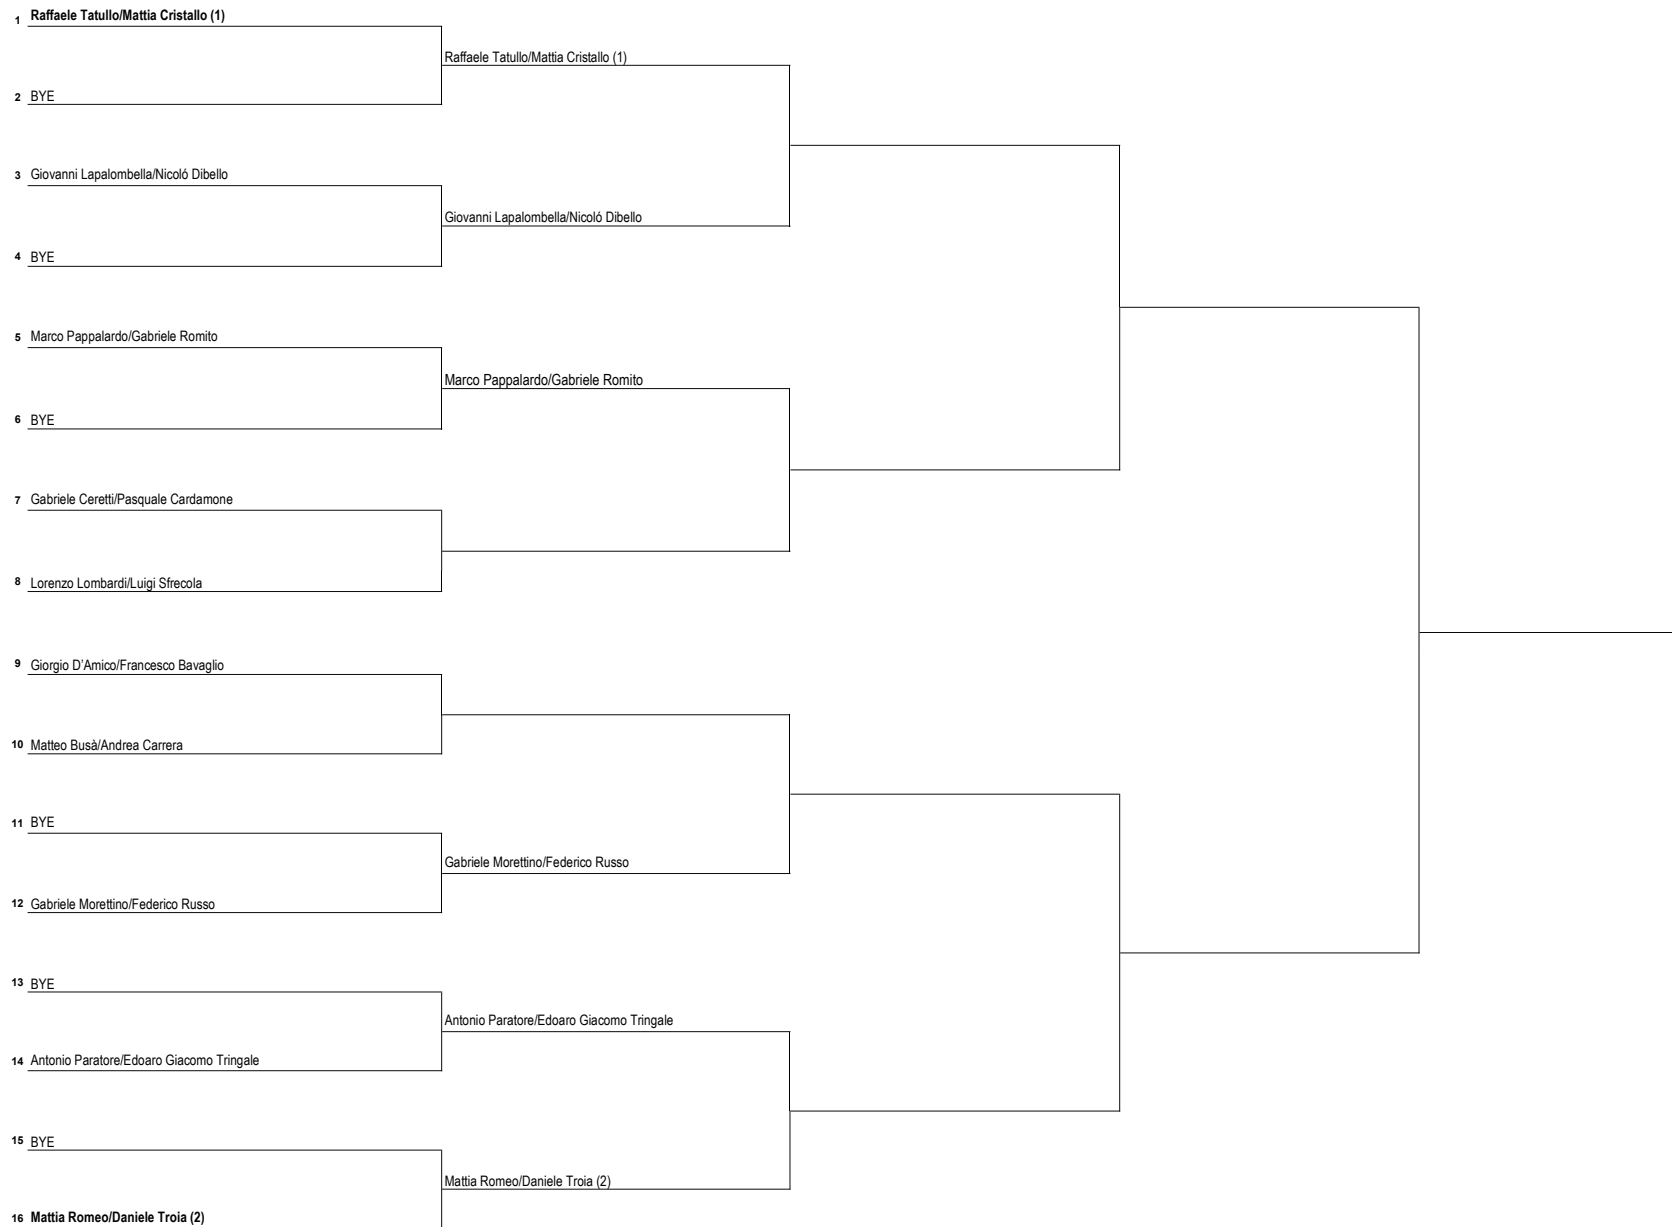 1 Raffaele Tatullo/Mattia Cristallo (1)
Raffaele Tatullo/Mattia Cristallo (1)
2 BYE
3 Giovanni Lapalombella/Nicoló Dibello
Giovanni Lapalombella/Nicoló Dibello
4 BYE
5 Marco Pappalardo/Gabriele Romito
Marco Pappalardo/Gabriele Romito
6 BYE
7 Gabriele Ceretti/Pasquale Cardamone
8 Lorenzo Lombardi/Luigi Sfrecola
9 Giorgio D'Amico/Francesco Bavaglio
10 Matteo Busà/Andrea Carrera
11 BYE
Gabriele Morettino/Federico Russo
12 Gabriele Morettino/Federico Russo
13 BYE
Antonio Paratore/Edoaro Giacomo Tringale
14 Antonio Paratore/Edoaro Giacomo Tringale
15 BYE
Mattia Romeo/Daniele Troia (2)
16 Mattia Romeo/Daniele Troia (2)